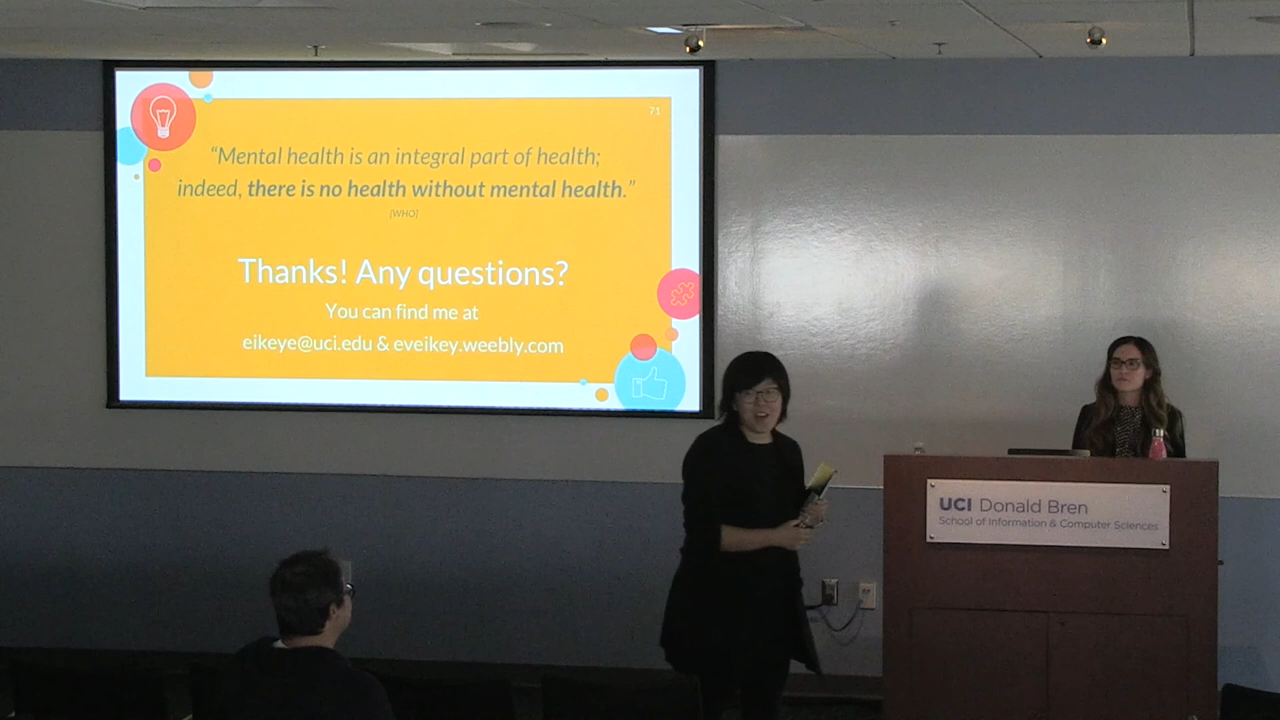 71
“Mental health is an integral part of health;
indeed, there is no health without mental health.”
[WHO]
Thanks! Any questions?
You can find me at
eikeye@uci.edu & eveikey.weebly.com
UCI Donald Bren
School of Information & Computer Sciences